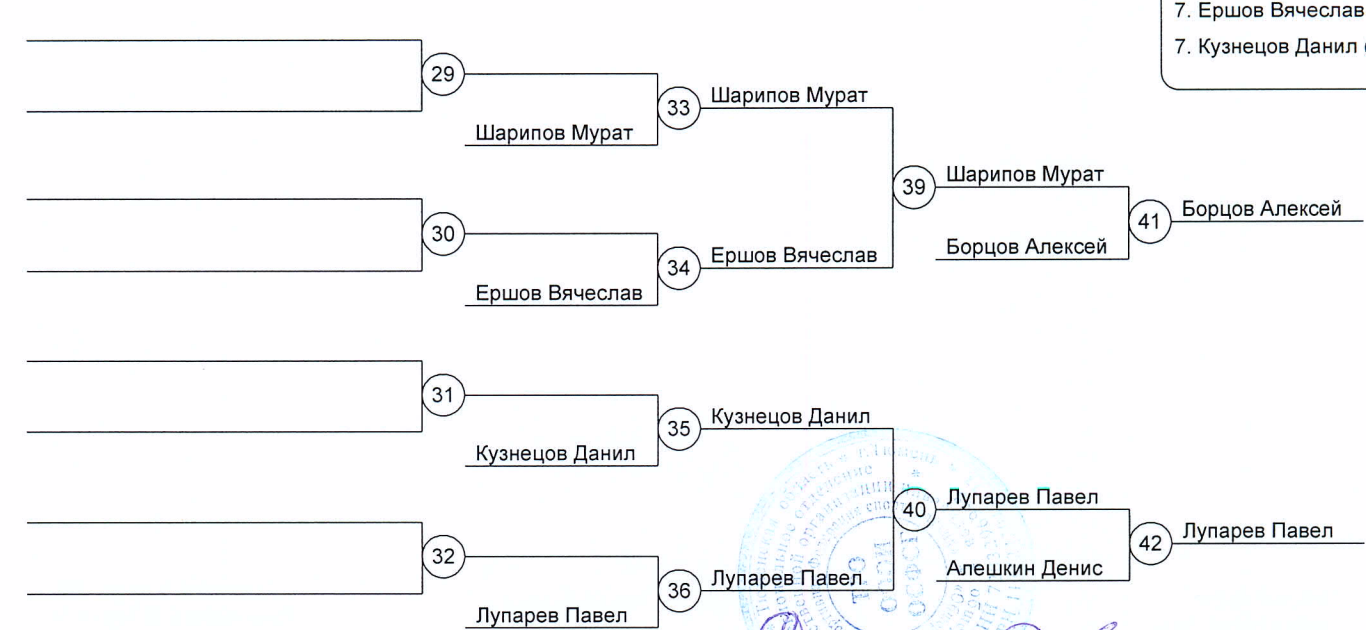 7. Ершов Вячеслав
7. Кузнецов Данил
29
Шарипов Мурат
33
Шарипов Мурат
39
Шарипов Мурат
41
Борцов Алексей
Борцов Алексей
30
Ершов Вячеслав
34
Ершов Вячеслав
31
Кузнецов Данил
35
Кузнецов Данил
40
Лупарев Павел
42
Лупарев Павел
Алешкин Денис
32
Лупарев Павел
36
Лупарев Павел